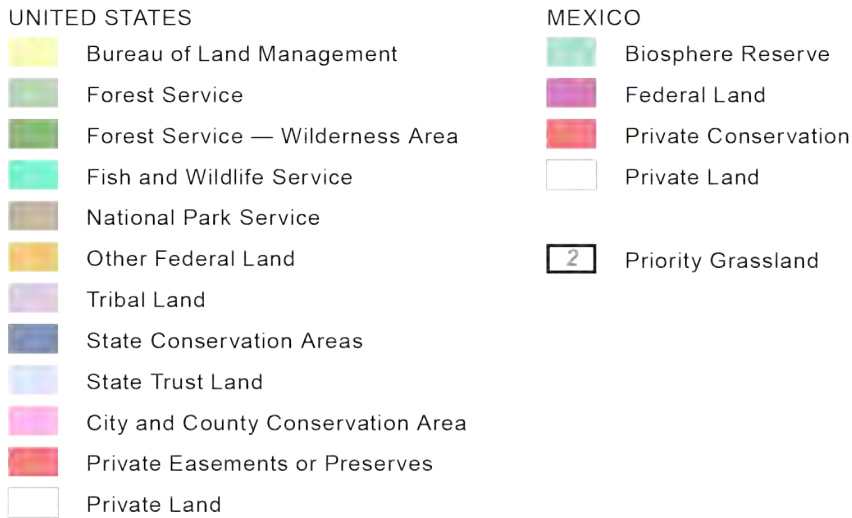 UNITED STATES
Bureau of Land Management
Forest Service
Forest Service — Wilderness Area
Fish and Wildlife Service
National Park Service
Other Federal Land
Tribal Land
State Conservation Areas
State Trust Land
City and County Conservation Area
Private Easements or Preserves
Private Land
MEXICO
Biosphere Reserve
Federal Land
Private Conservation
Private Land
2 Priority Grassland